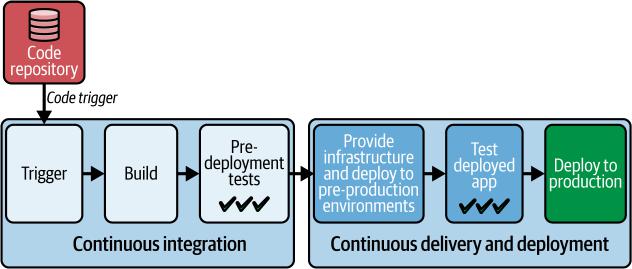 Code
repository
Code trigger
Trigger
Build
Pre-
deployment
tests
Continuous integration
Provide
infrastructure
and deploy to
pre-production
environments
Test
deployed
app
Deploy to
production
Continuous delivery and deployment